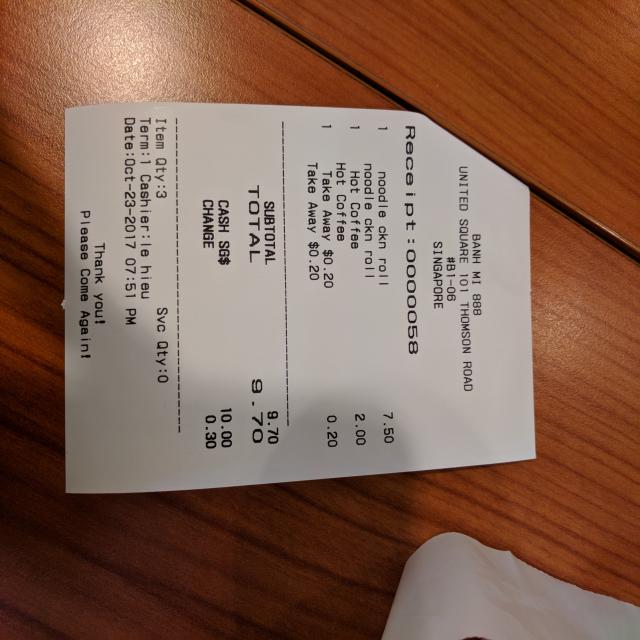 BANH MI 888
UNITED SQUARE 101 THOMSON ROAD
#B1-06
SINGAPORE
Receipt:0000058
1 noodle ckn roll 7.50
noodle ckn roll
1 Hot Coffee 2.00
Hot Coffee
1 Take Away $0.20 0.20
Take Away $0.20
SUBTOTAL 9.70
TOTAL 9.70
CASH SG$ 10.00
CHANGE 0.30
Item Qty:3 Svc Qty:0
Term:1 Cashier:le hieu
Date:Oct-23-2017 07:51 PM
Thank you!
Please Come Again!